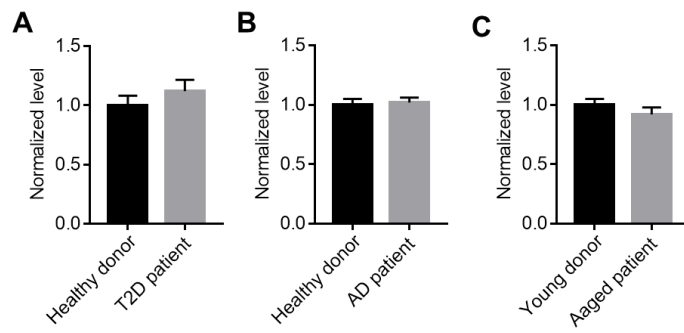 A
Normalized level
1.5
1.0
0.5
0.0
Healthy donor
T2D patient
B
Normalized level
1.5
1.0
0.5
0.0
Healthy donor
AD patient
C
Normalized level
1.5
1.0
0.5
0.0
Young donor
Aaged patient